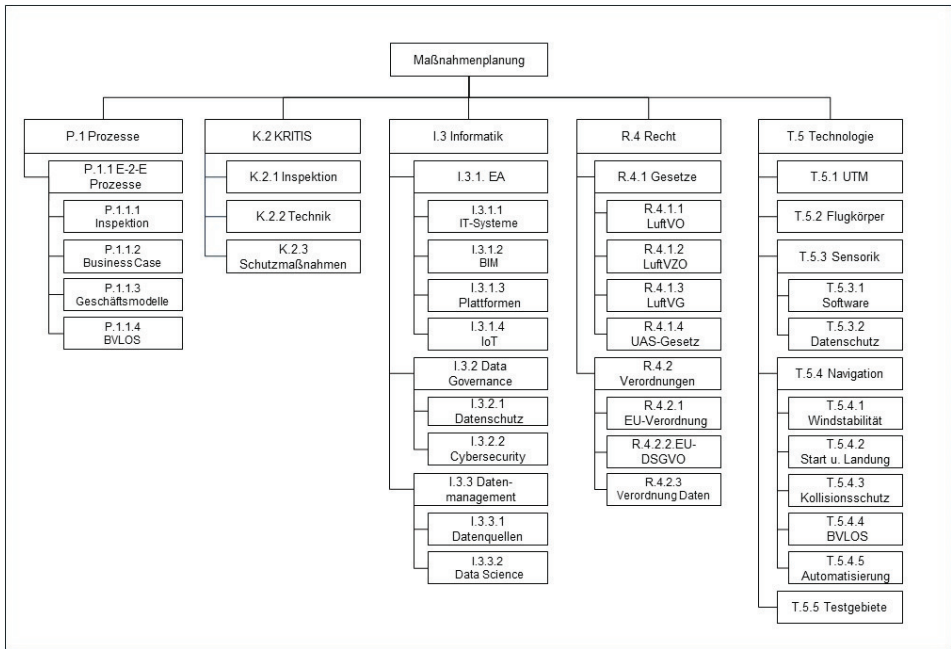 Maßnahmenplanung
P.1 Prozesse
P.1.1 E-2-E
Prozesse
P.1.1.1
Inspektion
P.1.1.2
Business Case
P.1.1.3
Geschäftsmodelle
P.1.1.4
BVLOS
K.2 KRITIS
K.2.1 Inspektion
K.2.2 Technik
K.2.3
Schutzmaßnahmen
I.3 Informatik
I.3.1. EA
I.3.1.1
IT-Systeme
I.3.1.2
BIM
I.3.1.3
Plattformen
I.3.1.4
IoT
I.3.2 Data
Governance
I.3.2.1
Datenschutz
I.3.2.2
Cybersecurity
I.3.3 Daten-
management
I.3.3.1
Datenquellen
I.3.3.2
Data Science
R.4 Recht
R.4.1 Gesetze
R.4.1.1
LuftVO
R.4.1.2
LuftVZO
R.4.1.3
LuftVG
R.4.1.4
UAS-Gesetz
R.4.2
Verordnungen
R.4.2.1
EU-Verordnung
R.4.2.2.EU-
DSGVO
R.4.2.3
Verordnung Daten
T.5 Technologie
T.5.1 UTM
T.5.2 Flugkörper
T.5.3 Sensorik
T.5.3.1
Software
T.5.3.2
Datenschutz
T.5.4 Navigation
T.5.4.1
Windstabilität
T.5.4.2
Start u. Landung
T.5.4.3
Kollisionsschutz
T.5.4.4
BVLOS
T.5.4.5
Automatisierung
T.5.5 Testgebiete